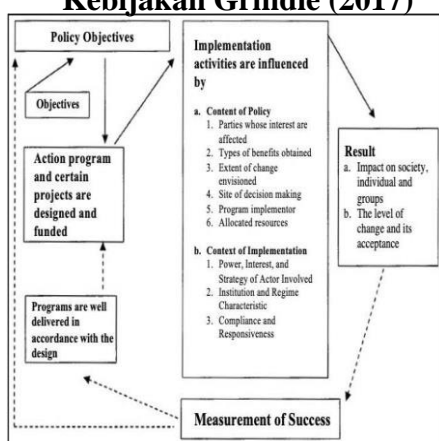 Kebijakan Grindle (2017)
Policy Objectives
Objectives
Action program
and certain
projects are
designed and
funded
Programs are well
delivered in
accordance with the
design
Implementation
activities are influenced
by
a. Content of Policy
1. Parties whose interest are
affected
2. Types of benefits obtained
3. Extent of change
envisioned
4. Site of decision making
5. Program implementor
6. Allocated resources
b. Context of Implementation
1. Power, Interest, and
Strategy of Actor Involved
2. Institution and Regime
Characteristic
3. Compliance and
Responsiveness
Result
a. Impact on society,
individual and
groups
b. The level of
change and its
acceptance
Measurement of Success